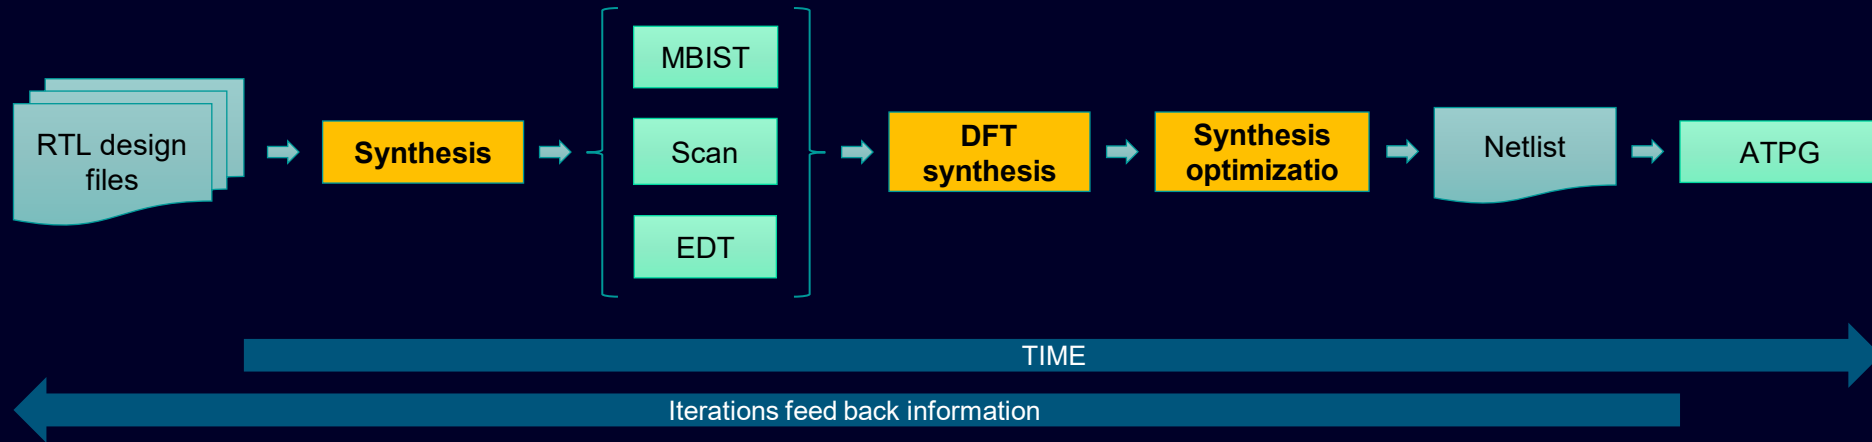 RTL design
files
Synthesis
MBIST
Scan
EDT
DFT
synthesis
Synthesis
optimizatio
Netlist
ATPG
TIME
Iterations feed back information